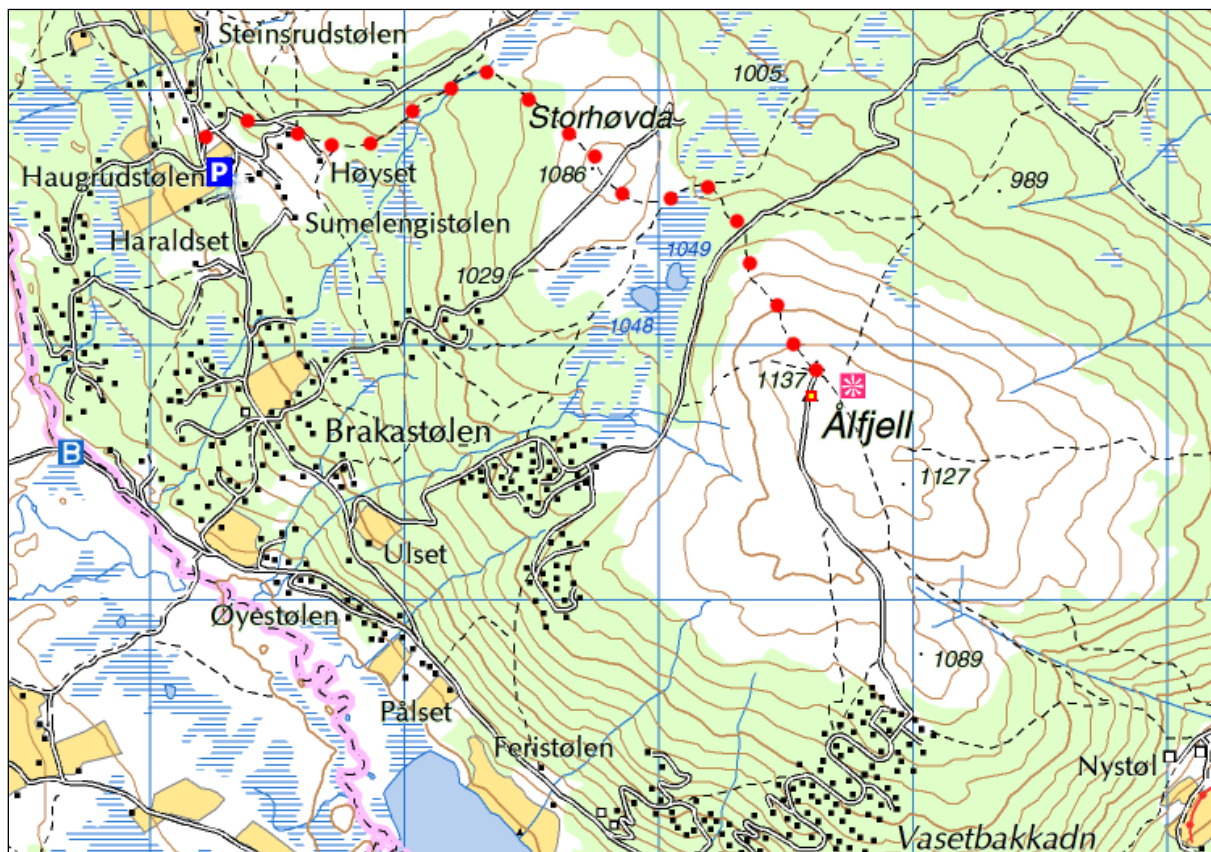 Steinsrudstølen
1005
Storhøvda
P
Haugrudstølen
Høyset
1086
989
Sumelengistølen
Haraldset
1049
1029
1048
1137
Ålfjell
Brakastølen
B
1127
Ulset
Øyestølen
1089
Pålset
Feristølen
Nystøl
Vasetbakkadn